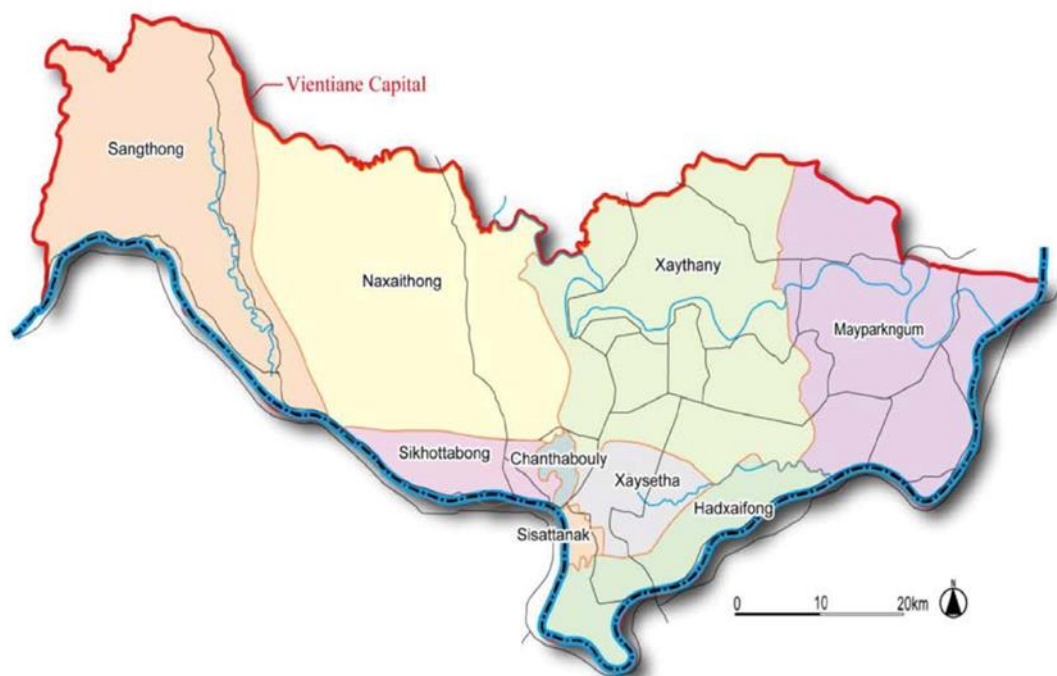 Vientiane Capital
Sangthong
Naxaithong
Xaythany
Mayparkngum
Sikhottabong
Chanthabouly
Xaysetha
Hadxaifong
Sisattanak
0 10 20km
N